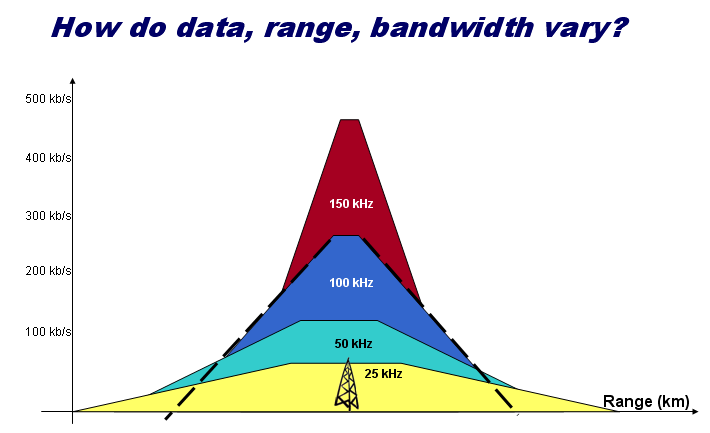 How do data, range, bandwidth vary?
500 kb/s
400 kb/s
300 kb/s
200 kb/s
100 kb/s
150 kHz
100 kHz
50 kHz
25 kHz
Range (km)